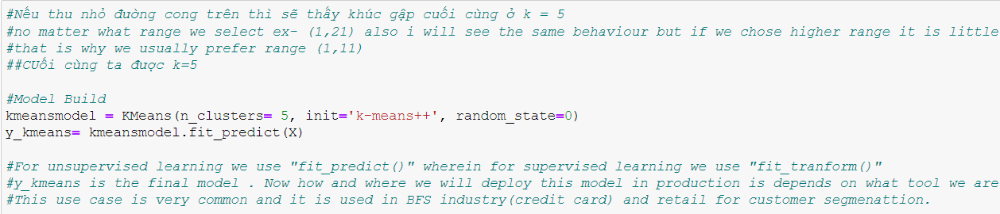 #Nếu thu nhỏ đường cong trên thì sẽ thấy khúc gập cuối cùng ở k = 5
#no matter what range we select ex- (1,21) also i will see the same behaviour but if we chose higher range it is little
#that is why we usually prefer range (1,11)
##CUối cùng ta được k=5
#Model Build
kmeansmodel = KMeans(n_clusters= 5, init='k-means++', random_state=0)
y_kmeans= kmeansmodel.fit_predict(X)
#For unsupervised learning we use "fit_predict()" wherein for supervised learning we use "fit_tranform()"
#y_kmeans is the final model . Now how and where we will deploy this model in production is depends on what tool we are
#This use case is very common and it is used in BFS industry(credit card) and retail for customer segmenattion.